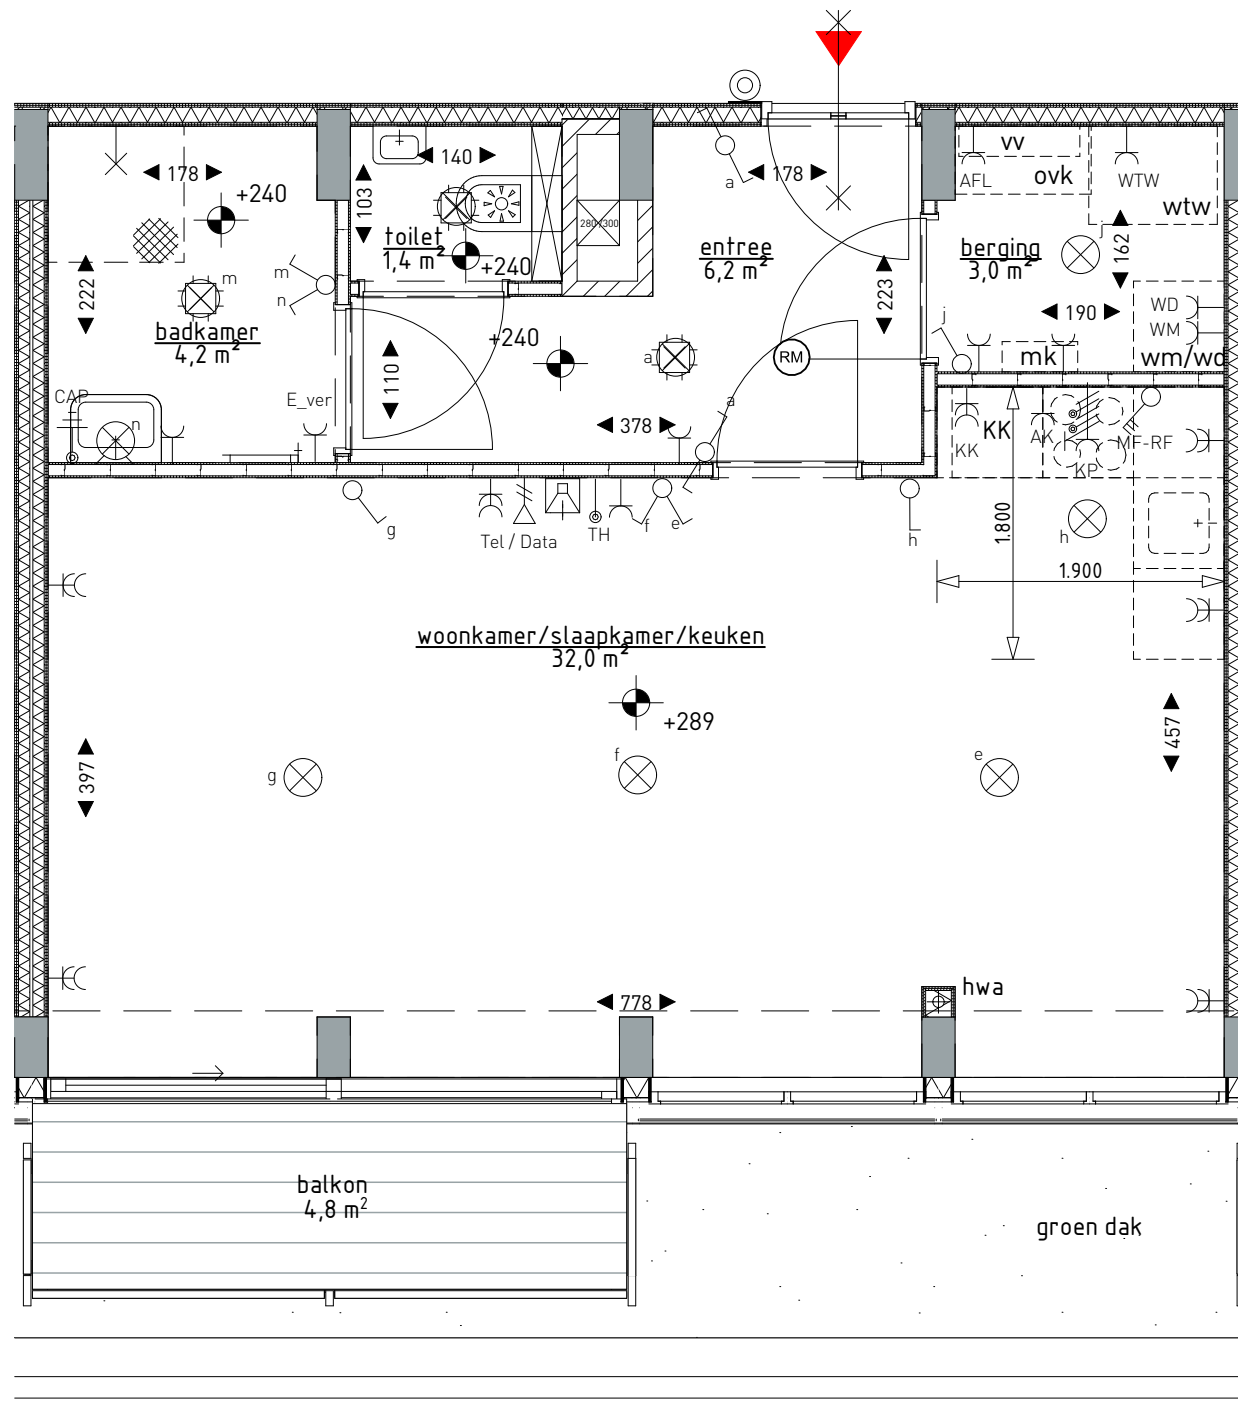 140
178
+240
103
toilet
1,4 m²
+240
280/300
a
178
entree
6,2 m²
vv
AFL
ovk
WTW
wtw
j
162
berging
3,0 m²
m
m
n
222
badkamer
4,2 m²
+240
a
110
223
RM
j
190
WD
WM
mk
wm/wd
CAP
n
E_ver
378
a
KK
KK
AK
KP
MF-RF
g
Tel / Data
TH
f
e
h
1.800
h
1.900
woonkamer/slaapkamer/keuken
32,0 m²
+289
397
457
g
f
e
778
hwa
balkon
4,8 m²
groen dak